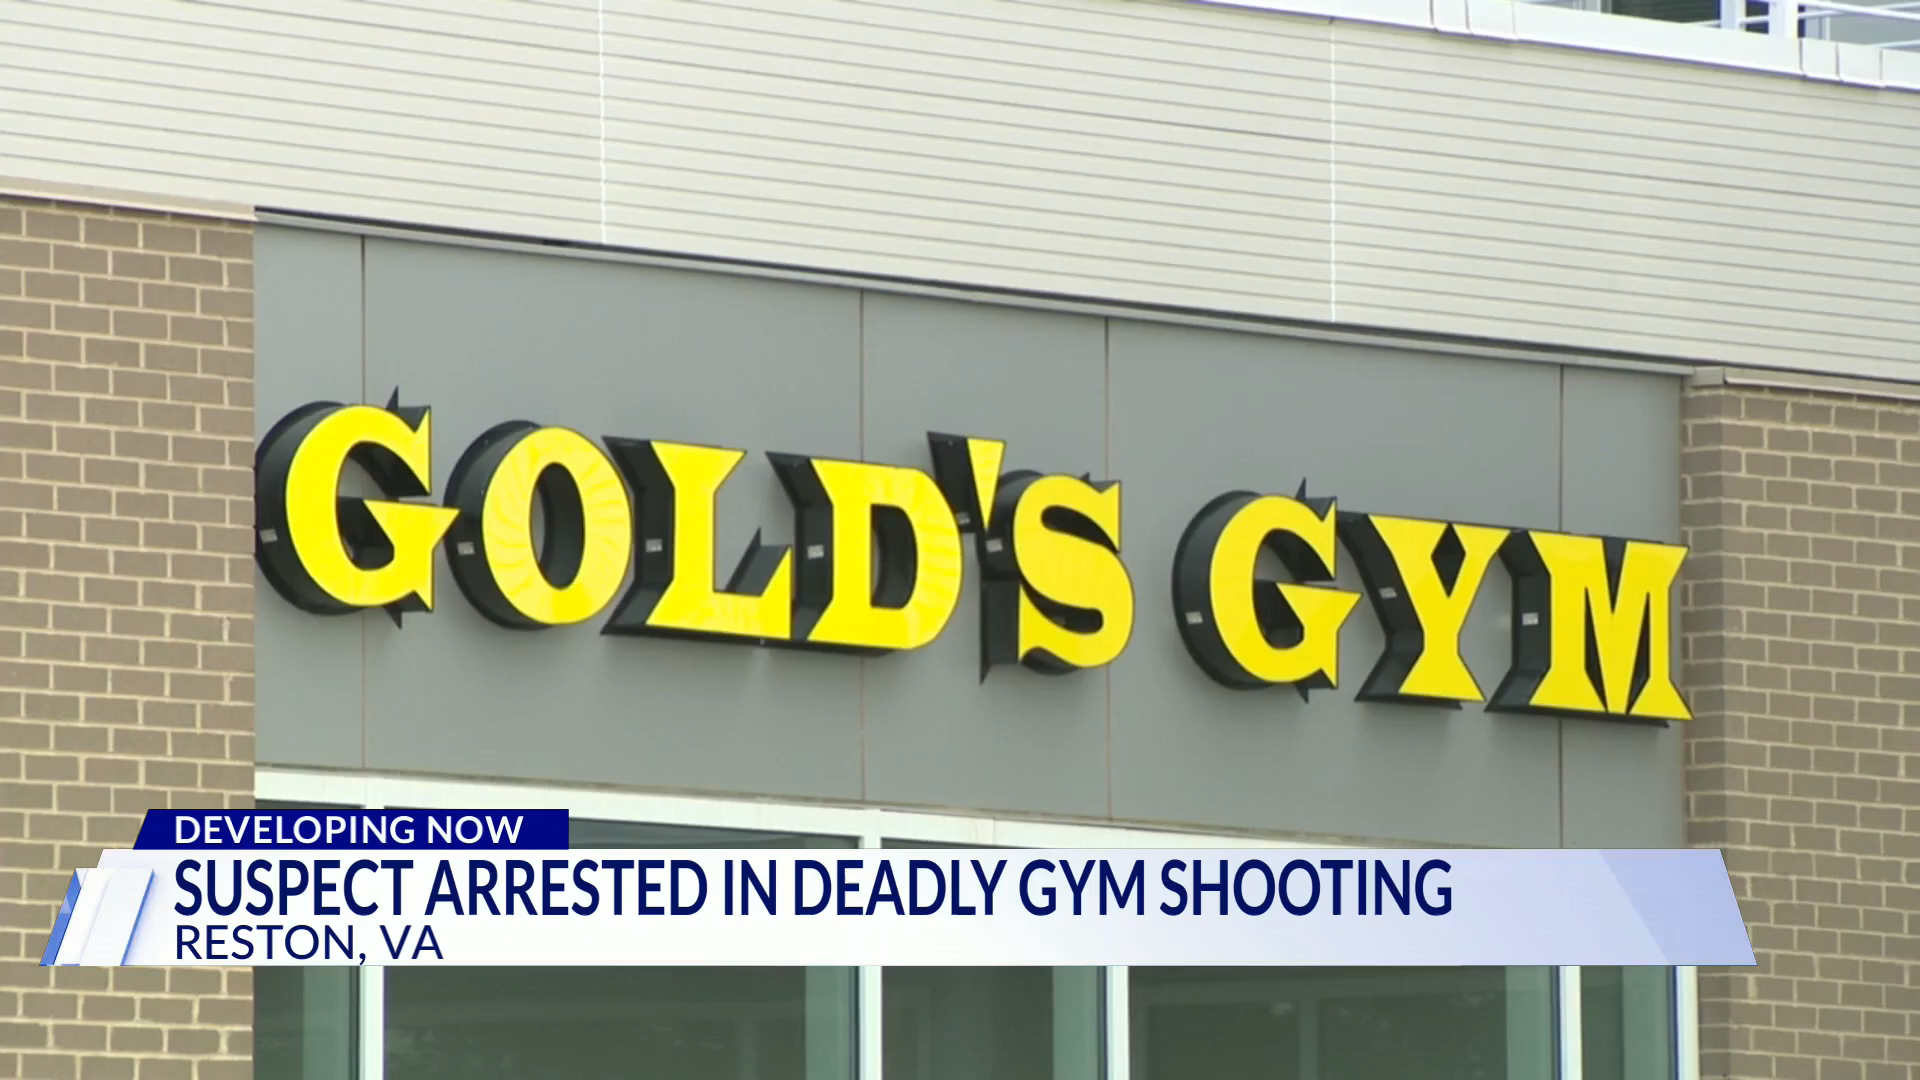 GOLD'S GYM
DEVELOPING NOW
SUSPECT ARRESTED IN DEADLY GYM SHOOTING
RESTON, VA